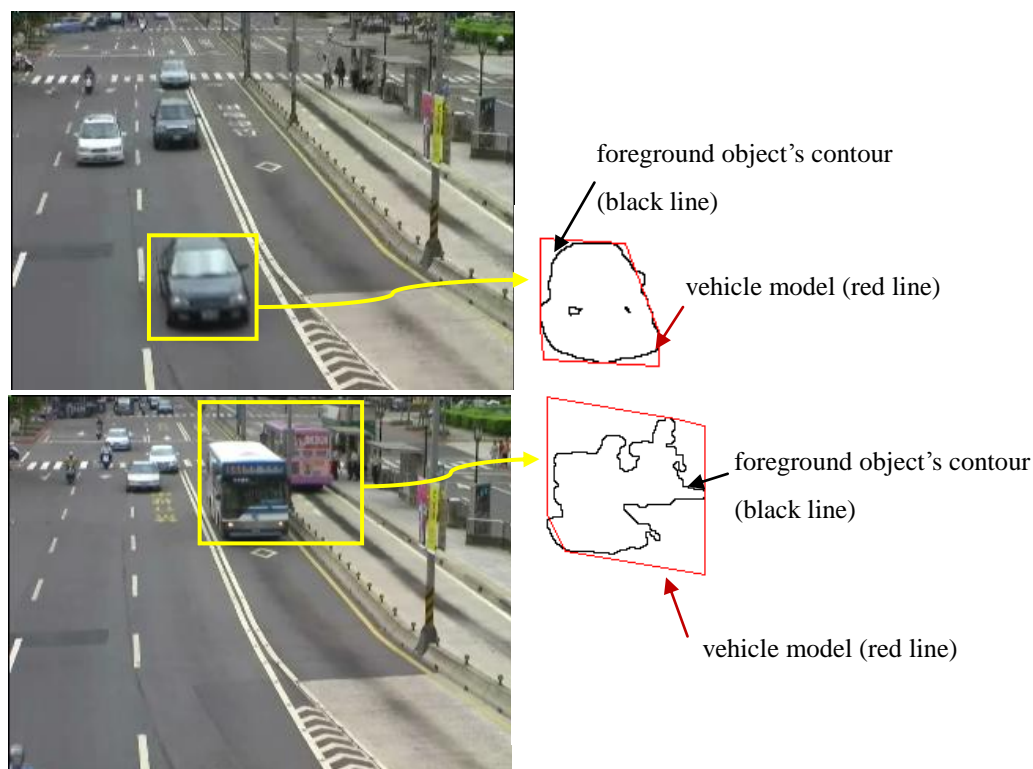 foreground object's contour
(black line)
vehicle model (red line)
foreground object's contour
(black line)
vehicle model (red line)